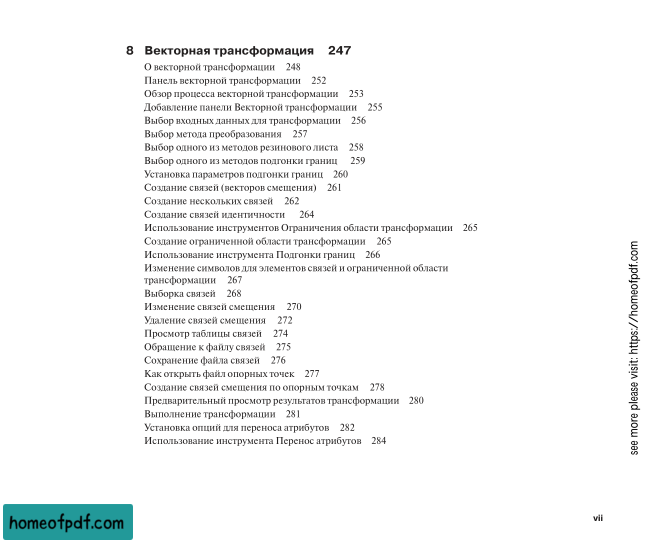 8 Векторная трансформация 247
О векторной трансформации 248
Панель векторной трансформации 252
Обзор процесса векторной трансформации 253
Добавление панели Векторной трансформации 255
Выбор входных данных для трансформации 256
Выбор метода преобразования 257
Выбор одного из методов резинового листа 258
Выбор одного из методов подгонки границ 259
Установка параметров подгонки границ 260
Создание связей (векторов смещения) 261
Создание нескольких связей 262
Создание связей идентичности 264
Использование инструментов Ограничения области трансформации 265
Создание ограниченной области трансформации 265
Использование инструмента Подгонки границ 266
Изменение символов для элементов связей и ограниченной области
трансформации 267
Выборка связей 268
Изменение связей смещения 270
Удаление связей смещения 272
Просмотр таблицы связей 274
Обращение к файлу связей 275
Сохранение файла связей 276
Как открыть файл опорных точек 277
Создание связей смещения по опорным точкам 278
Предварительный просмотр результатов трансформации 280
Выполнение трансформации 281
Установка опций для переноса атрибутов 282
Использование инструмента Перенос атрибутов 284
see more please visit: https://homeofpdf.com
vii
homeofpdf.com